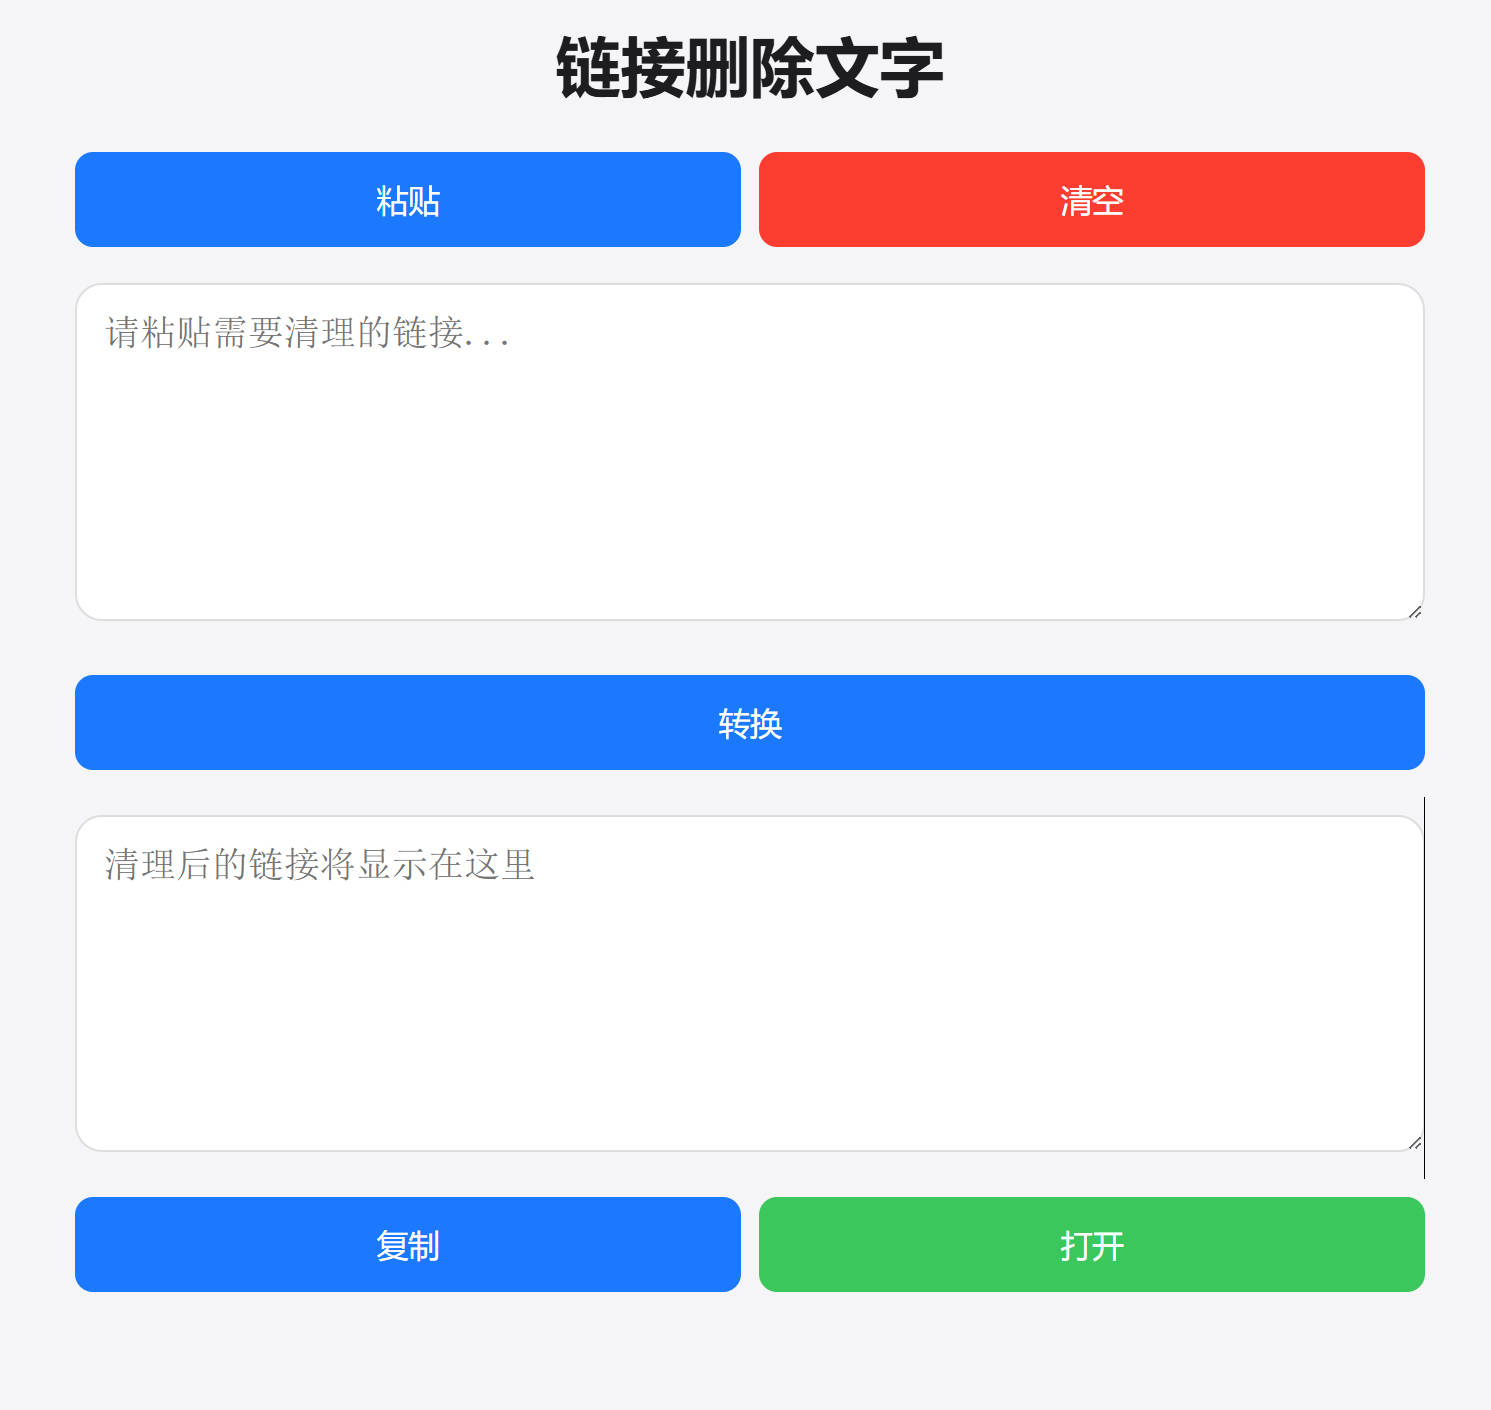 链接删除文字
粘贴
清空
请粘贴需要清理的链接...
转换
清理后的链接将显示在这里
复制
打开